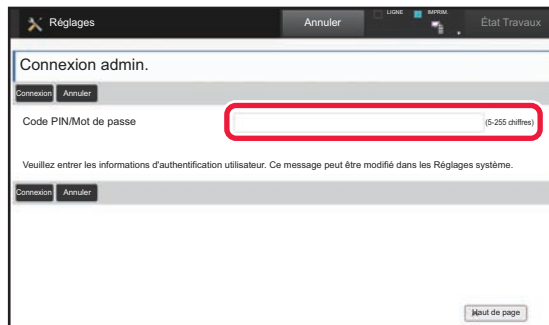 Réglages Annuler LIGNE IMPRIM. État Travaux
Connexion admin.
Connexion Annuler
Code PIN/Mot de passe (5-255 chiffres)
Veuillez entrer les informations d'authentification utilisateur. Ce message peut être modifié dans les Réglages système.
Connexion Annuler
Haut de page